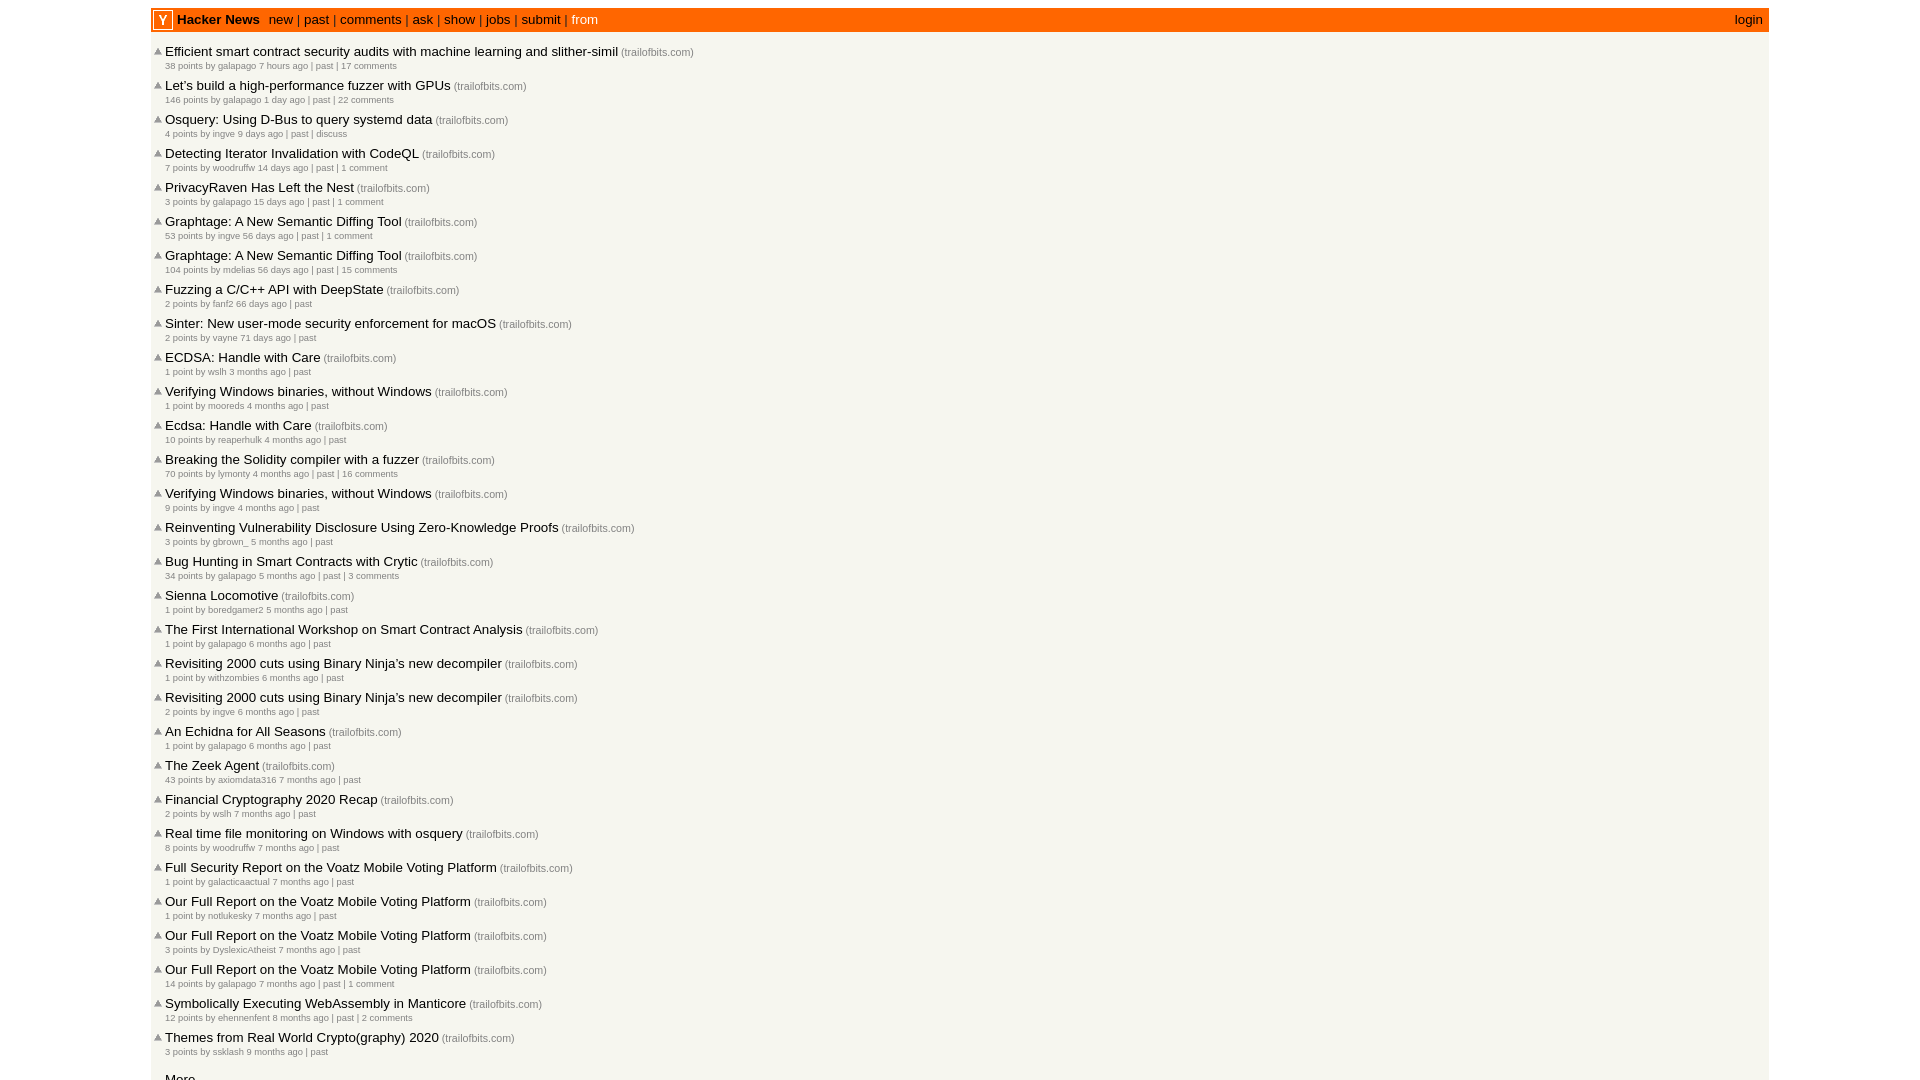 Y Hacker News new | past | comments | ask | show | jobs | submit | from login
Efficient smart contract security audits with machine learning and slither-simil (trailofbits.com)
38 points by galapago 7 hours ago | past | 17 comments
Let’s build a high-performance fuzzer with GPUs (trailofbits.com)
146 points by galapago 1 day ago | past | 22 comments
Osquery: Using D-Bus to query systemd data (trailofbits.com)
4 points by ingve 9 days ago | past | discuss
Detecting Iterator Invalidation with CodeQL (trailofbits.com)
7 points by woodruffw 14 days ago | past | 1 comment
PrivacyRaven Has Left the Nest (trailofbits.com)
3 points by galapago 15 days ago | past | 1 comment
Graphtage: A New Semantic Diffing Tool (trailofbits.com)
53 points by ingve 56 days ago | past | 1 comment
Graphtage: A New Semantic Diffing Tool (trailofbits.com)
104 points by mdelias 56 days ago | past | 15 comments
Fuzzing a C/C++ API with DeepState (trailofbits.com)
2 points by fanf2 66 days ago | past
Sinter: New user-mode security enforcement for macOS (trailofbits.com)
2 points by vayne 71 days ago | past
ECDSA: Handle with Care (trailofbits.com)
1 point by wslh 3 months ago | past
Verifying Windows binaries, without Windows (trailofbits.com)
1 point by mooreds 4 months ago | past
Ecdsa: Handle with Care (trailofbits.com)
10 points by reaperhulk 4 months ago | past
Breaking the Solidity compiler with a fuzzer (trailofbits.com)
70 points by lymonty 4 months ago | past | 16 comments
Verifying Windows binaries, without Windows (trailofbits.com)
9 points by ingve 4 months ago | past
Reinventing Vulnerability Disclosure Using Zero-Knowledge Proofs (trailofbits.com)
3 points by gbrown_ 5 months ago | past
Bug Hunting in Smart Contracts with Crytic (trailofbits.com)
34 points by galapago 5 months ago | past | 3 comments
Sienna Locomotive (trailofbits.com)
1 point by boredgamer2 5 months ago | past
The First International Workshop on Smart Contract Analysis (trailofbits.com)
1 point by galapago 6 months ago | past
Revisiting 2000 cuts using Binary Ninja’s new decompiler (trailofbits.com)
1 point by withzombies 6 months ago | past
Revisiting 2000 cuts using Binary Ninja’s new decompiler (trailofbits.com)
2 points by ingve 6 months ago | past
An Echidna for All Seasons (trailofbits.com)
1 point by galapago 6 months ago | past
The Zeek Agent (trailofbits.com)
43 points by axiomdata316 7 months ago | past
Financial Cryptography 2020 Recap (trailofbits.com)
2 points by wslh 7 months ago | past
Real time file monitoring on Windows with osquery (trailofbits.com)
8 points by woodruffw 7 months ago | past
Full Security Report on the Voatz Mobile Voting Platform (trailofbits.com)
1 point by galacticaactual 7 months ago | past
Our Full Report on the Voatz Mobile Voting Platform (trailofbits.com)
1 point by notlukesky 7 months ago | past
Our Full Report on the Voatz Mobile Voting Platform (trailofbits.com)
3 points by DyslexicAtheist 7 months ago | past
Our Full Report on the Voatz Mobile Voting Platform (trailofbits.com)
14 points by galapago 7 months ago | past | 1 comment
Symbolically Executing WebAssembly in Manticore (trailofbits.com)
12 points by ehennenfent 8 months ago | past | 2 comments
Themes from Real World Crypto(graphy) 2020 (trailofbits.com)
3 points by ssklash 9 months ago | past
More